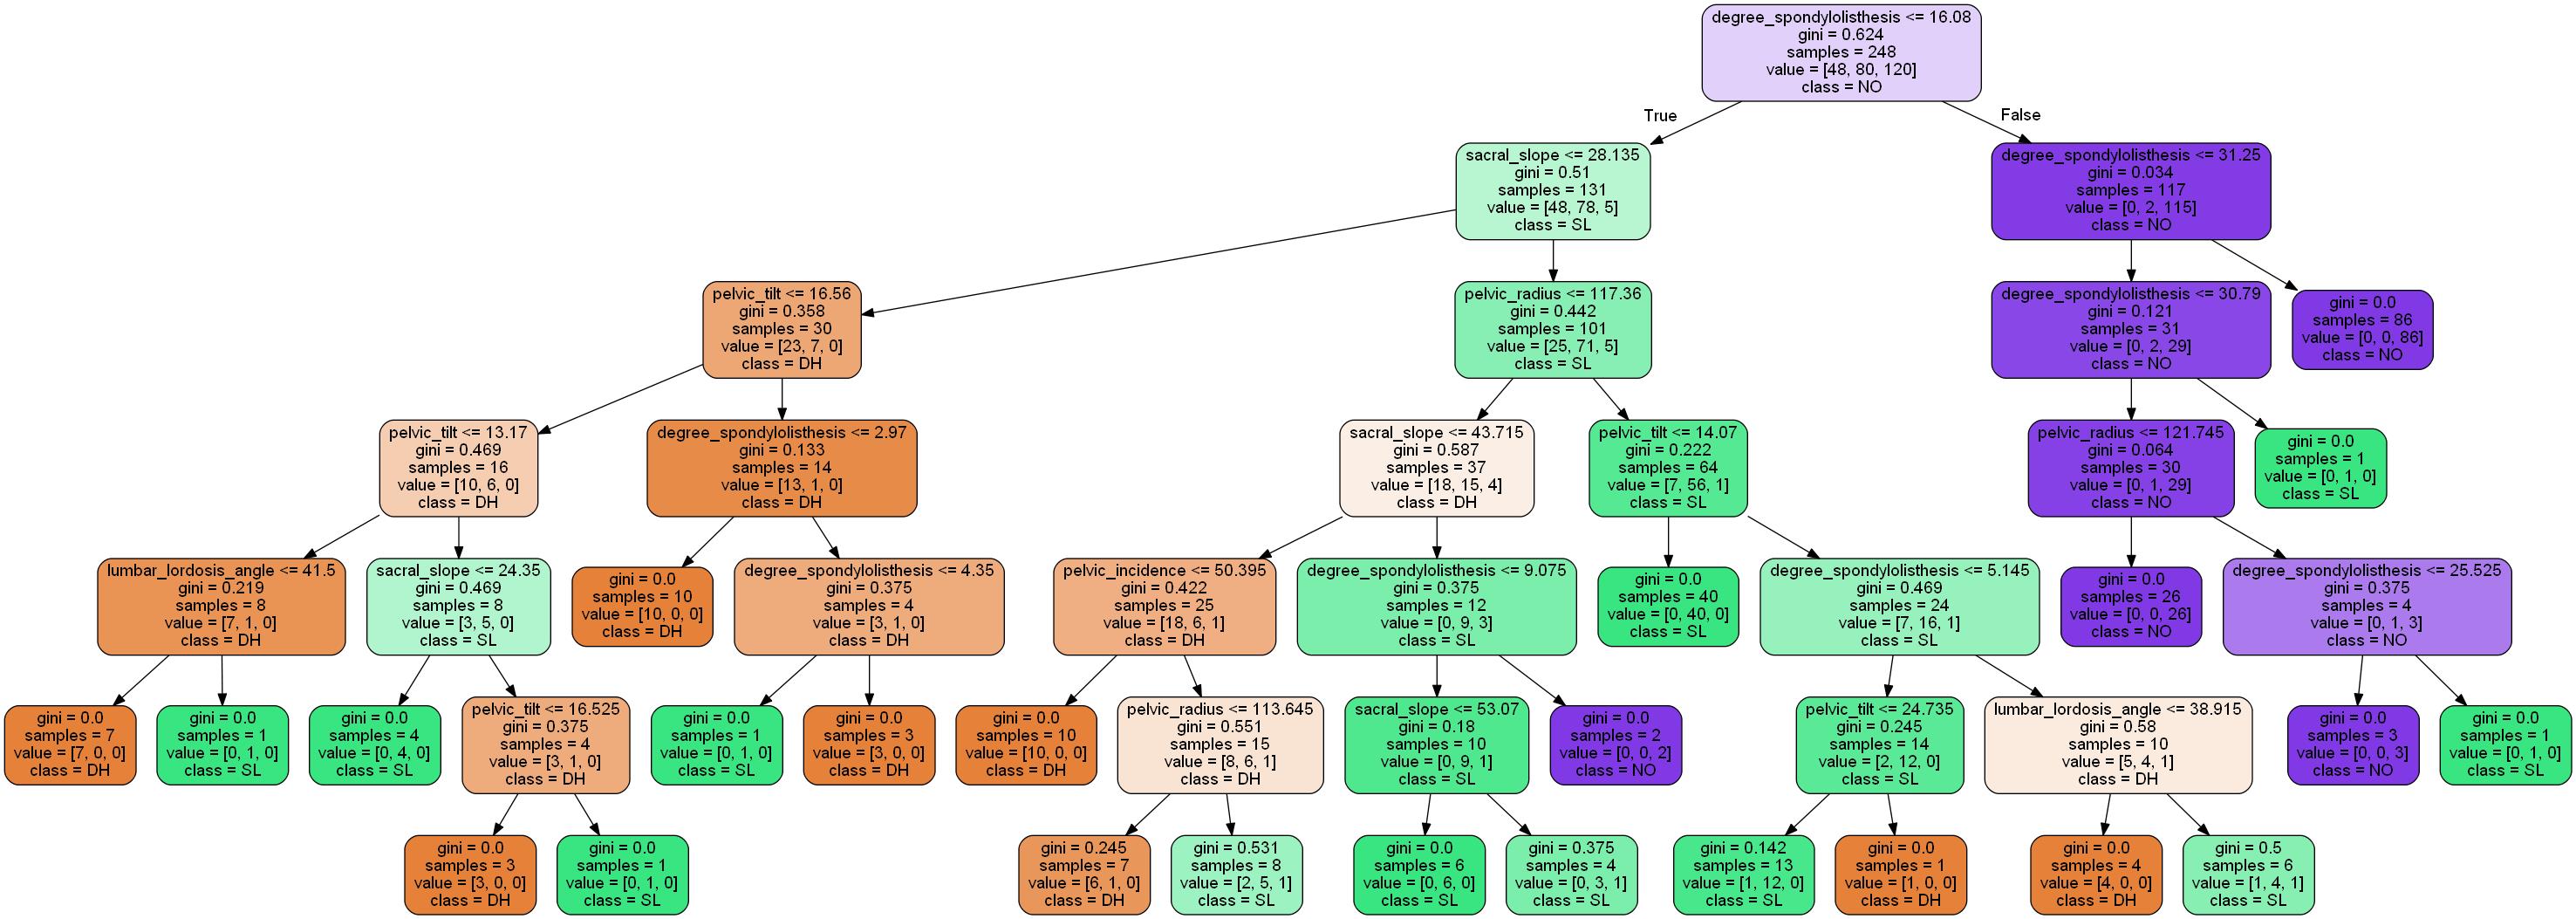 degree_spondylolisthesis <= 16.08
gini = 0.624
samples = 248
value = [48, 80, 120]
class = NO
True
False
sacral_slope <= 28.135
gini = 0.51
samples = 131
value = [48, 78, 5]
class = SL
degree_spondylolisthesis <= 31.25
gini = 0.034
samples = 117
value = [0, 2, 115]
class = NO
pelvic_tilt <= 16.56
gini = 0.358
samples = 30
value = [23, 7, 0]
class = DH
pelvic_radius <= 117.36
gini = 0.442
samples = 101
value = [25, 71, 5]
class = SL
degree_spondylolisthesis <= 30.79
gini = 0.121
samples = 31
value = [0, 2, 29]
class = NO
gini = 0.0
samples = 86
value = [0, 0, 86]
class = NO
pelvic_tilt <= 13.17
gini = 0.469
samples = 16
value = [10, 6, 0]
class = DH
degree_spondylolisthesis <= 2.97
gini = 0.133
samples = 14
value = [13, 1, 0]
class = DH
sacral_slope <= 43.715
gini = 0.587
samples = 37
value = [18, 15, 4]
class = DH
pelvic_tilt <= 14.07
gini = 0.222
samples = 64
value = [7, 56, 1]
class = SL
pelvic_radius <= 121.745
gini = 0.064
samples = 30
value = [0, 1, 29]
class = NO
gini = 0.0
samples = 1
value = [0, 1, 0]
class = SL
lumbar_lordosis_angle <= 41.5
gini = 0.219
samples = 8
value = [7, 1, 0]
class = DH
sacral_slope <= 24.35
gini = 0.469
samples = 8
value = [3, 5, 0]
class = SL
gini = 0.0
samples = 10
value = [10, 0, 0]
class = DH
degree_spondylolisthesis <= 4.35
gini = 0.375
samples = 4
value = [3, 1, 0]
class = DH
pelvic_incidence <= 50.395
gini = 0.422
samples = 25
value = [18, 6, 1]
class = DH
degree_spondylolisthesis <= 9.075
gini = 0.375
samples = 12
value = [0, 9, 3]
class = SL
gini = 0.0
samples = 40
value = [0, 40, 0]
class = SL
degree_spondylolisthesis <= 5.145
gini = 0.469
samples = 24
value = [7, 16, 1]
class = SL
gini = 0.0
samples = 26
value = [0, 0, 26]
class = NO
degree_spondylolisthesis <= 25.525
gini = 0.375
samples = 4
value = [0, 1, 3]
class = NO
gini = 0.0
samples = 7
value = [7, 0, 0]
class = DH
gini = 0.0
samples = 1
value = [0, 1, 0]
class = SL
gini = 0.0
samples = 4
value = [0, 4, 0]
class = SL
pelvic_tilt <= 16.525
gini = 0.375
samples = 4
value = [3, 1, 0]
class = DH
gini = 0.0
samples = 1
value = [0, 1, 0]
class = SL
gini = 0.0
samples = 3
value = [3, 0, 0]
class = DH
gini = 0.0
samples = 10
value = [10, 0, 0]
class = DH
pelvic_radius <= 113.645
gini = 0.551
samples = 15
value = [8, 6, 1]
class = DH
sacral_slope <= 53.07
gini = 0.18
samples = 10
value = [0, 9, 1]
class = SL
gini = 0.0
samples = 2
value = [0, 0, 2]
class = NO
pelvic_tilt <= 24.735
gini = 0.245
samples = 14
value = [2, 12, 0]
class = SL
lumbar_lordosis_angle <= 38.915
gini = 0.58
samples = 10
value = [5, 4, 1]
class = DH
gini = 0.0
samples = 3
value = [0, 0, 3]
class = NO
gini = 0.0
samples = 1
value = [0, 1, 0]
class = SL
gini = 0.0
samples = 3
value = [3, 0, 0]
class = DH
gini = 0.0
samples = 1
value = [0, 1, 0]
class = SL
gini = 0.245
samples = 7
value = [6, 1, 0]
class = DH
gini = 0.531
samples = 8
value = [2, 5, 1]
class = SL
gini = 0.0
samples = 6
value = [0, 6, 0]
class = SL
gini = 0.375
samples = 4
value = [0, 3, 1]
class = SL
gini = 0.142
samples = 13
value = [1, 12, 0]
class = SL
gini = 0.0
samples = 1
value = [1, 0, 0]
class = DH
gini = 0.0
samples = 4
value = [4, 0, 0]
class = DH
gini = 0.5
samples = 6
value = [1, 4, 1]
class = SL